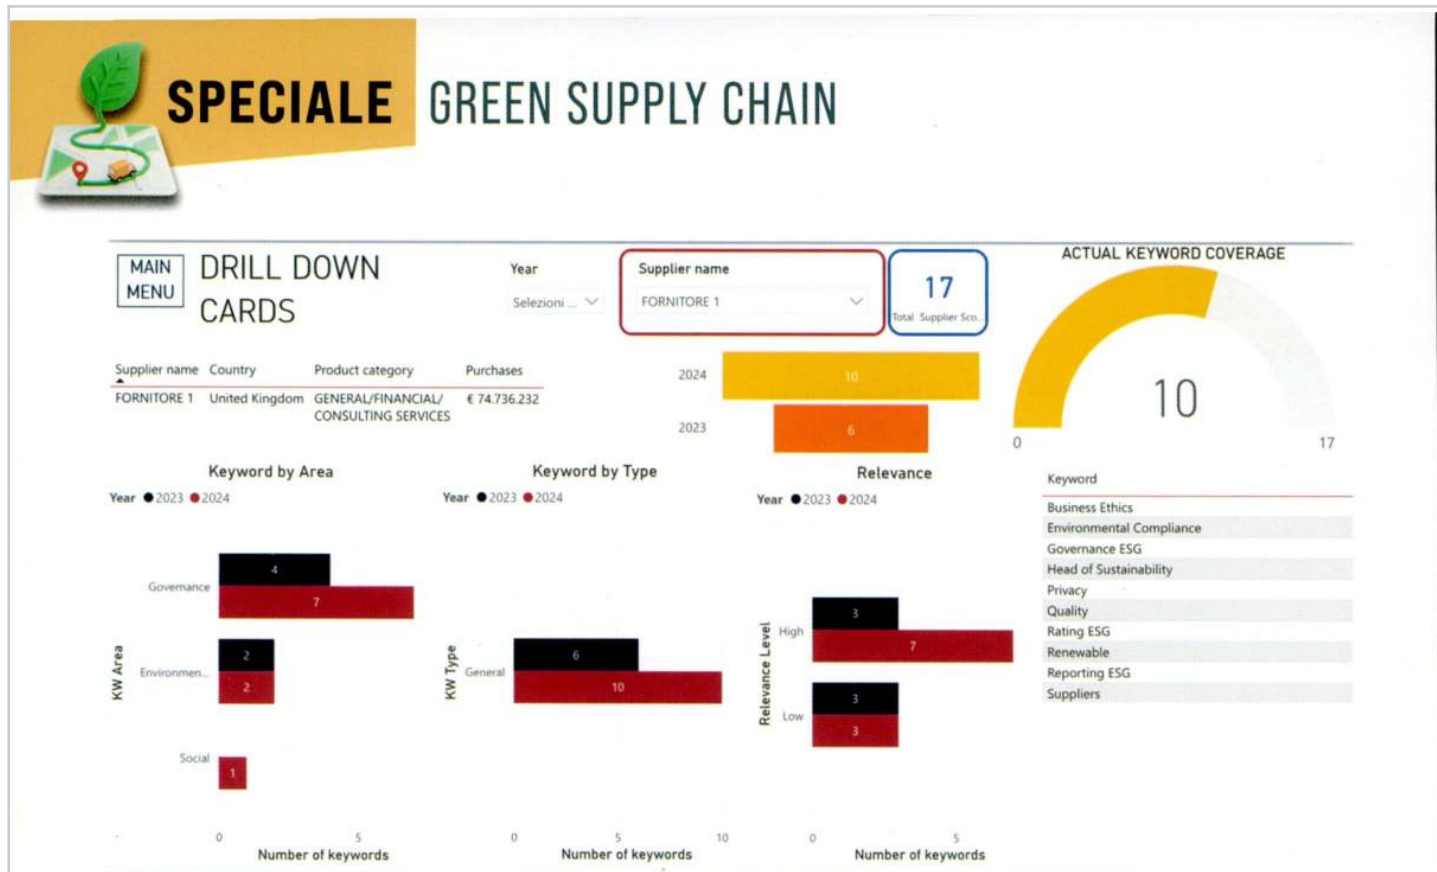 SPECIALE GREEN SUPPLY CHAIN
MAIN
MENU
DRILL DOWN
CARDS
Year
Selezioni ...
Supplier name
FORNITORE 1
17
Total Supplier Sco...
ACTUAL KEYWORD COVERAGE
10
0
17
Supplier name Country Product category Purchases
FORNITORE 1 United Kingdom GENERAL/FINANCIAL/ € 74.736.232
CONSULTING SERVICES
2024 10
2023 6
Keyword by Area
Year 2023 2024
KW Area
Governance
4
7
Environmen...
2
2
Social
1
0 5
Number of keywords
Keyword by Type
Year 2023 2024
KW Type
General
6
10
0 5 10
Number of keywords
Relevance
Year 2023 2024
Relevance Level
High
3
7
Low
3
3
0 5
Number of keywords
Keyword
Business Ethics
Environmental Compliance
Governance ESG
Head of Sustainability
Privacy
Quality
Rating ESG
Renewable
Reporting ESG
Suppliers